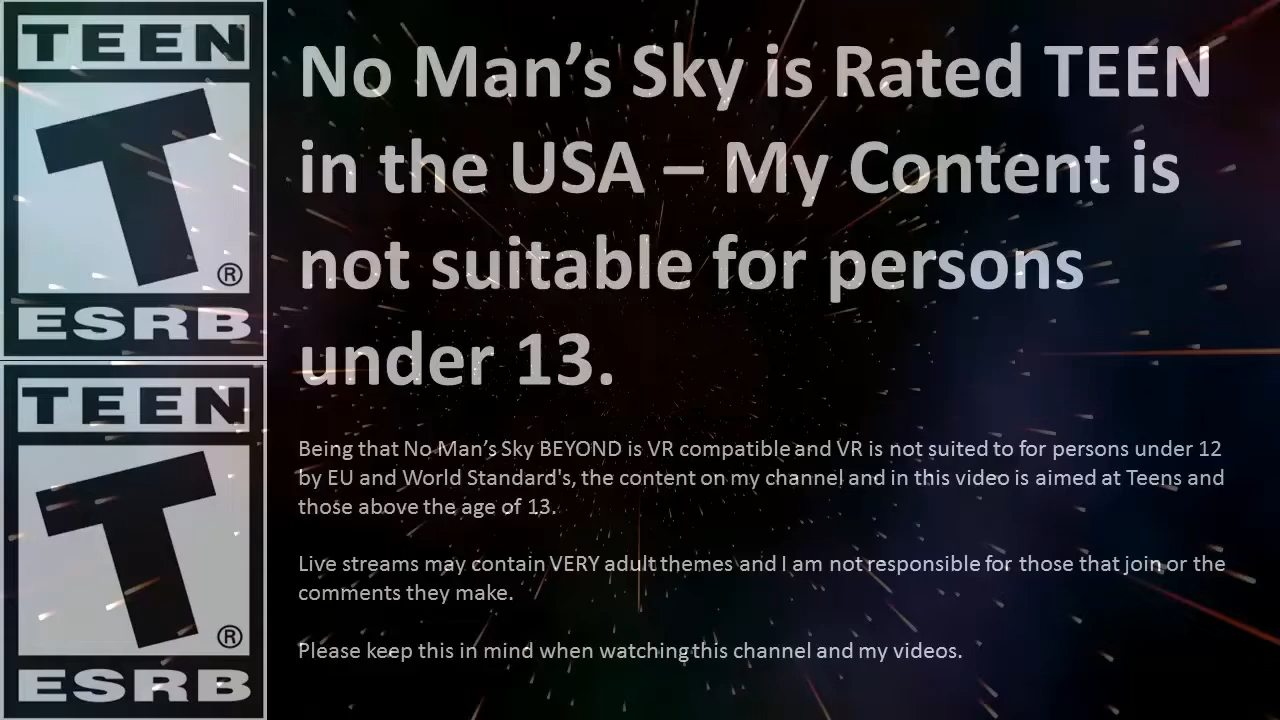 TEEN
T
®
ESRB
TEEN
T
®
ESRB
No Man’s Sky is Rated TEEN
in the USA – My Content is
not suitable for persons
under 13.
Being that No Man’s Sky BEYOND is VR compatible and VR is not suited to for persons under 12
by EU and World Standard's, the content on my channel and in this video is aimed at Teens and
those above the age of 13.
Live streams may contain VERY adult themes and I am not responsible for those that join or the
comments they make.
Please keep this in mind when watching this channel and my videos.